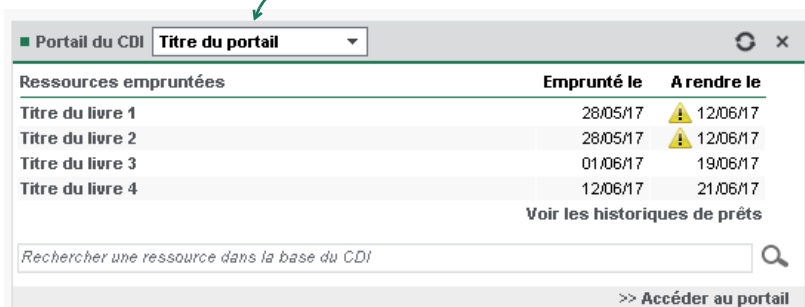 Portail du CDI Titre du portail
Ressources empruntées Emprunté le A rendre le
Titre du livre 1 28/05/17 12/06/17
Titre du livre 2 28/05/17 12/06/17
Titre du livre 3 01/06/17 19/06/17
Titre du livre 4 12/06/17 21/06/17
Voir les historiques de prêts
Rechercher une ressource dans la base du CDI
>> Accéder au portail